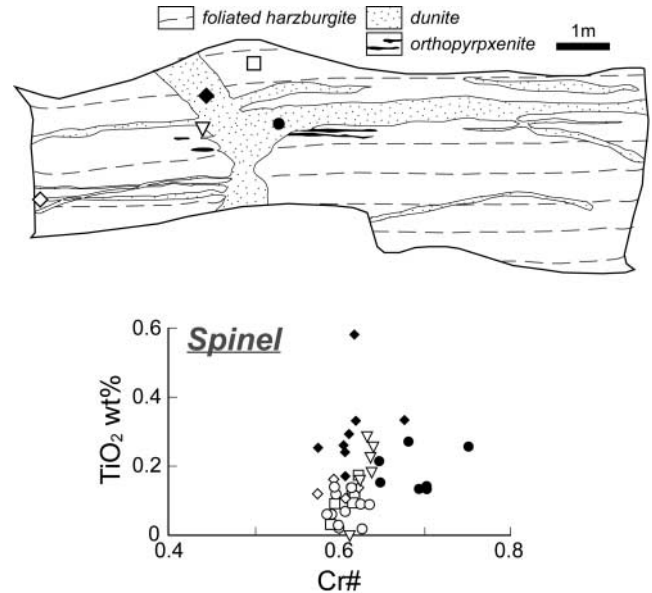 foliated harzburgite
dunite
orthopyrpxenite
1m
Spinel
0.6
0.4
0.2
0
TiO₂ wt%
0.4
0.6
0.8
Cr#